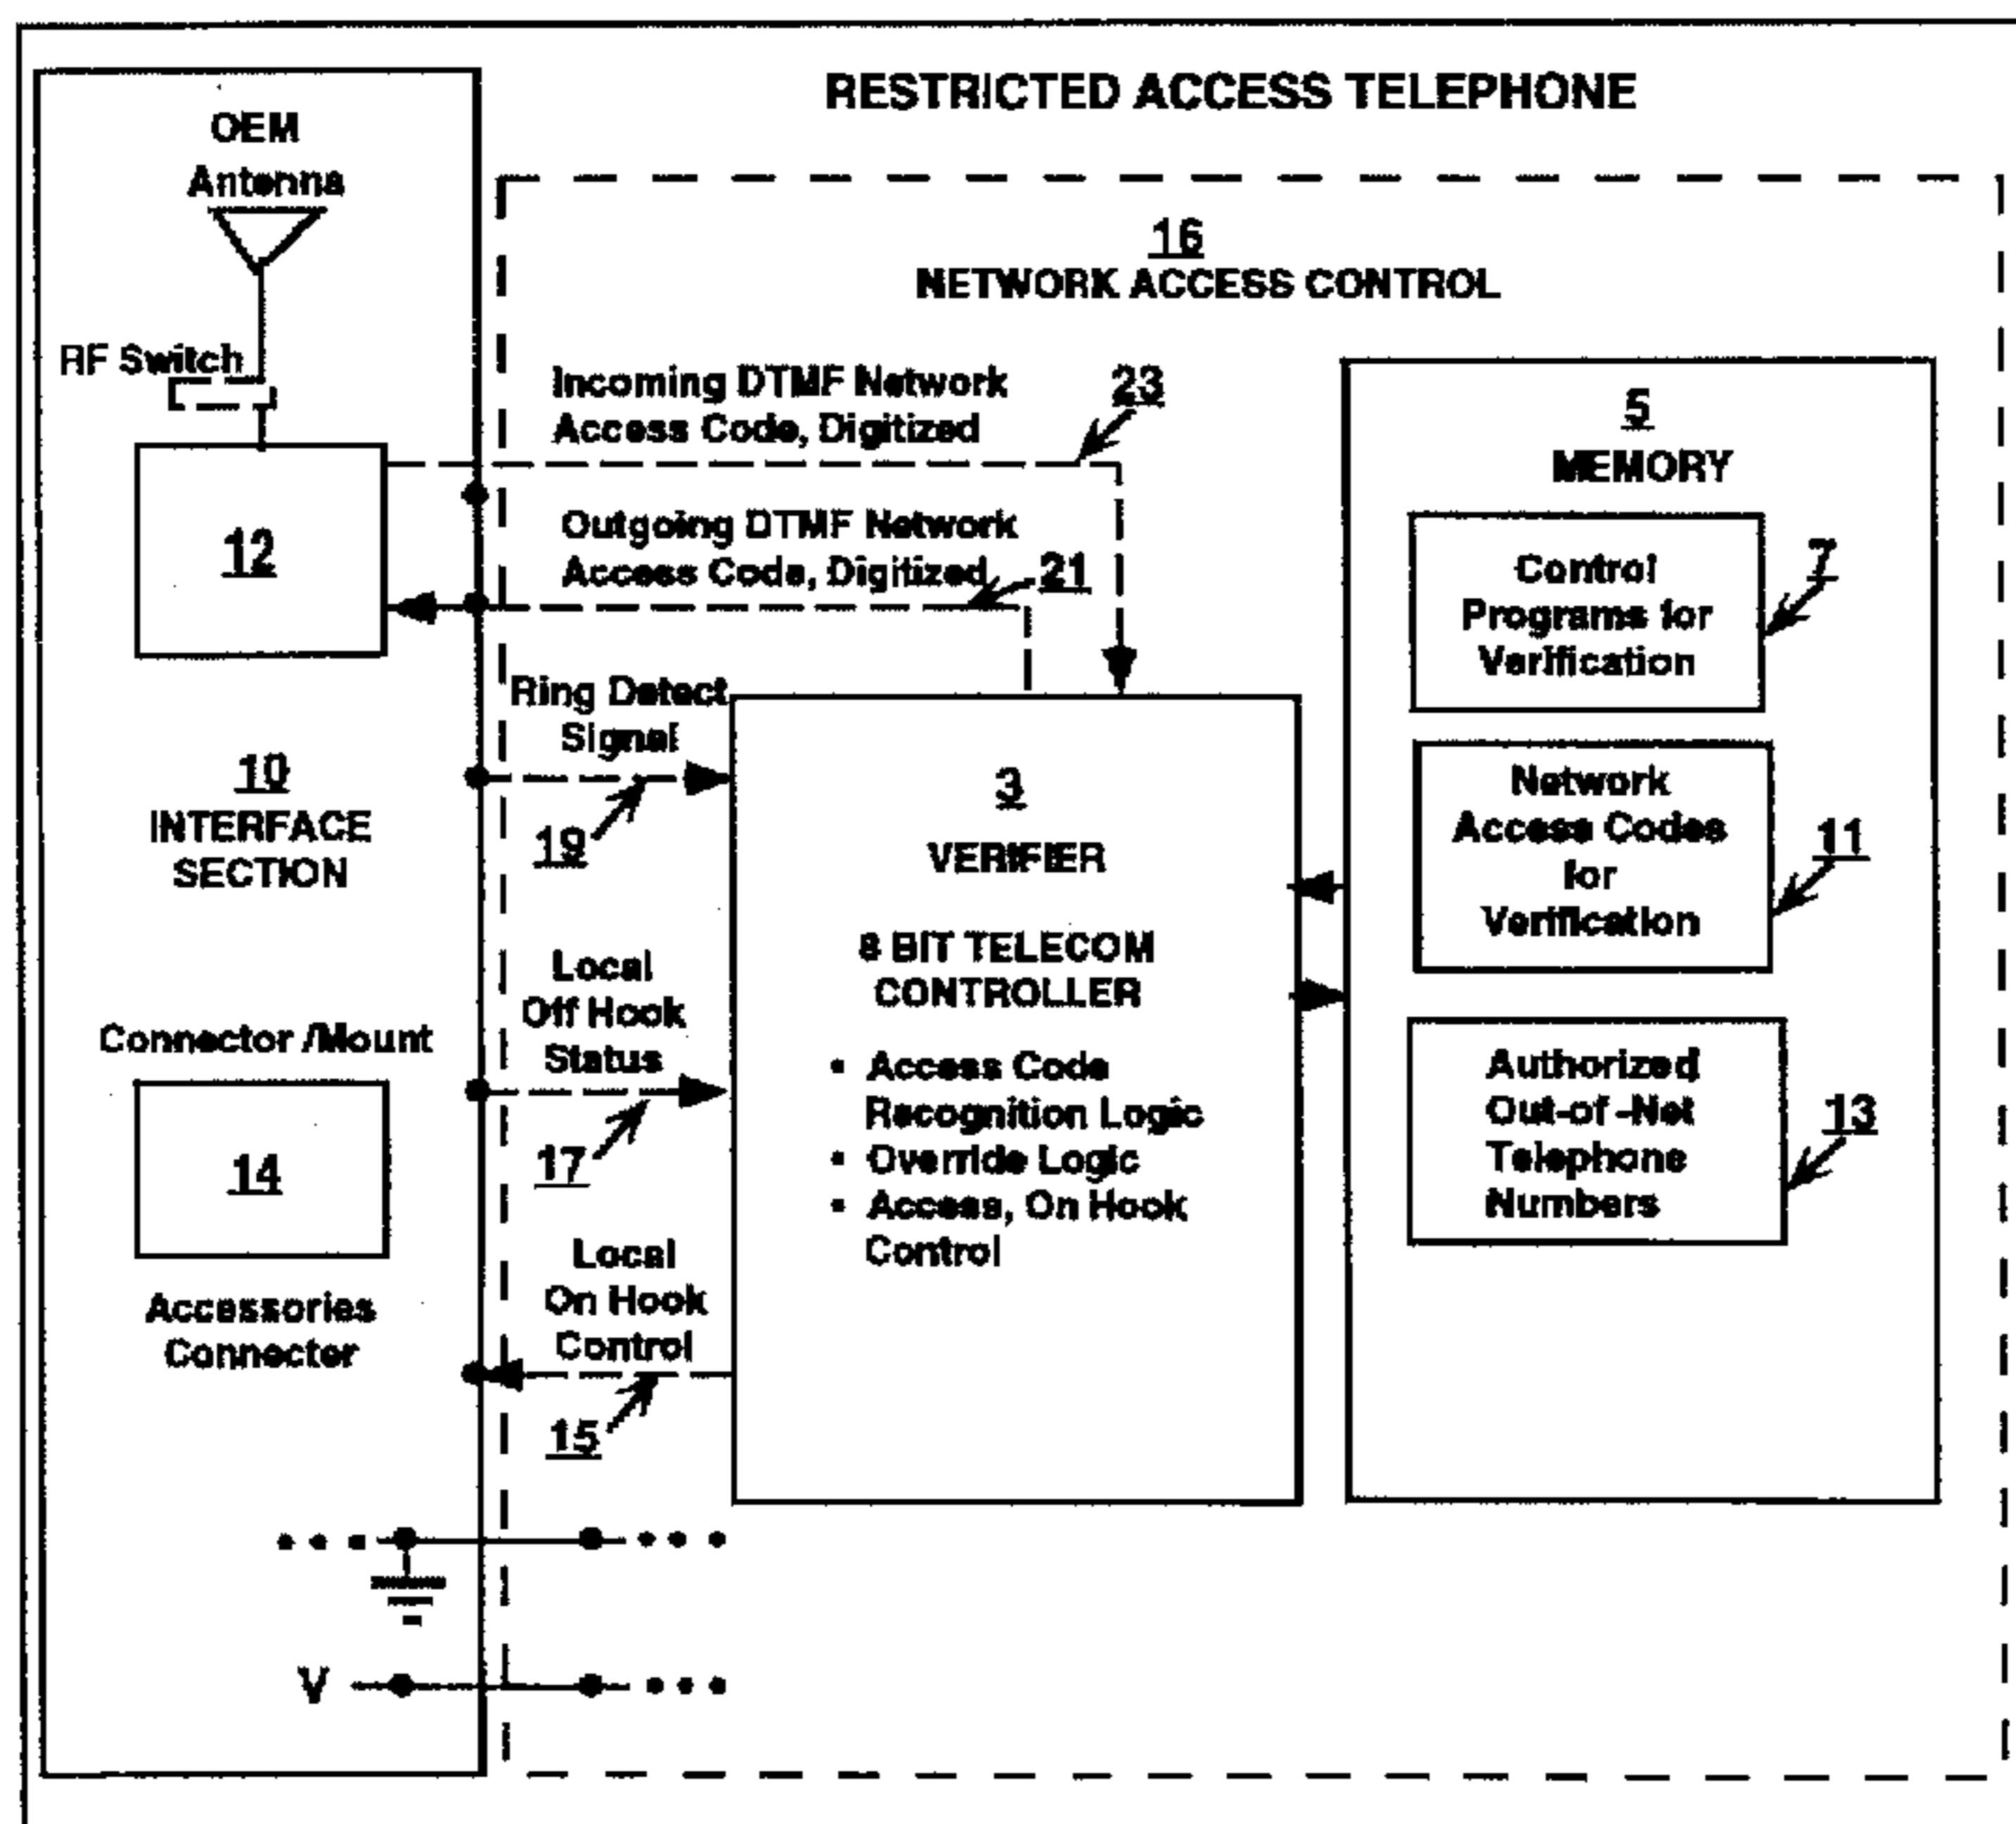 RESTRICTED ACCESS TELEPHONE
OEM
Antenna
RF Switch
12
10
INTERFACE
SECTION
Connector /Mount
14
Accessories
Connector
V
16
NETWORK ACCESS CONTROL
Incoming DTMF Network
Access Code, Digitized
23
Outgoing DTMF Network
Access Code, Digitized
21
Ring Detect
Signal
19
Local
Off Hook
Status
17
Local
On Hook
Control
15
3
VERIFIER
8 BIT TELECOM
CONTROLLER
• Access Code
Recognition Logic
• Override Logic
• Access, On Hook
Control
5
MEMORY
Control
Programs for
Verification
7
Network
Access Codes
for
Verification
11
Authorized
Out-of-Net
Telephone
Numbers
13